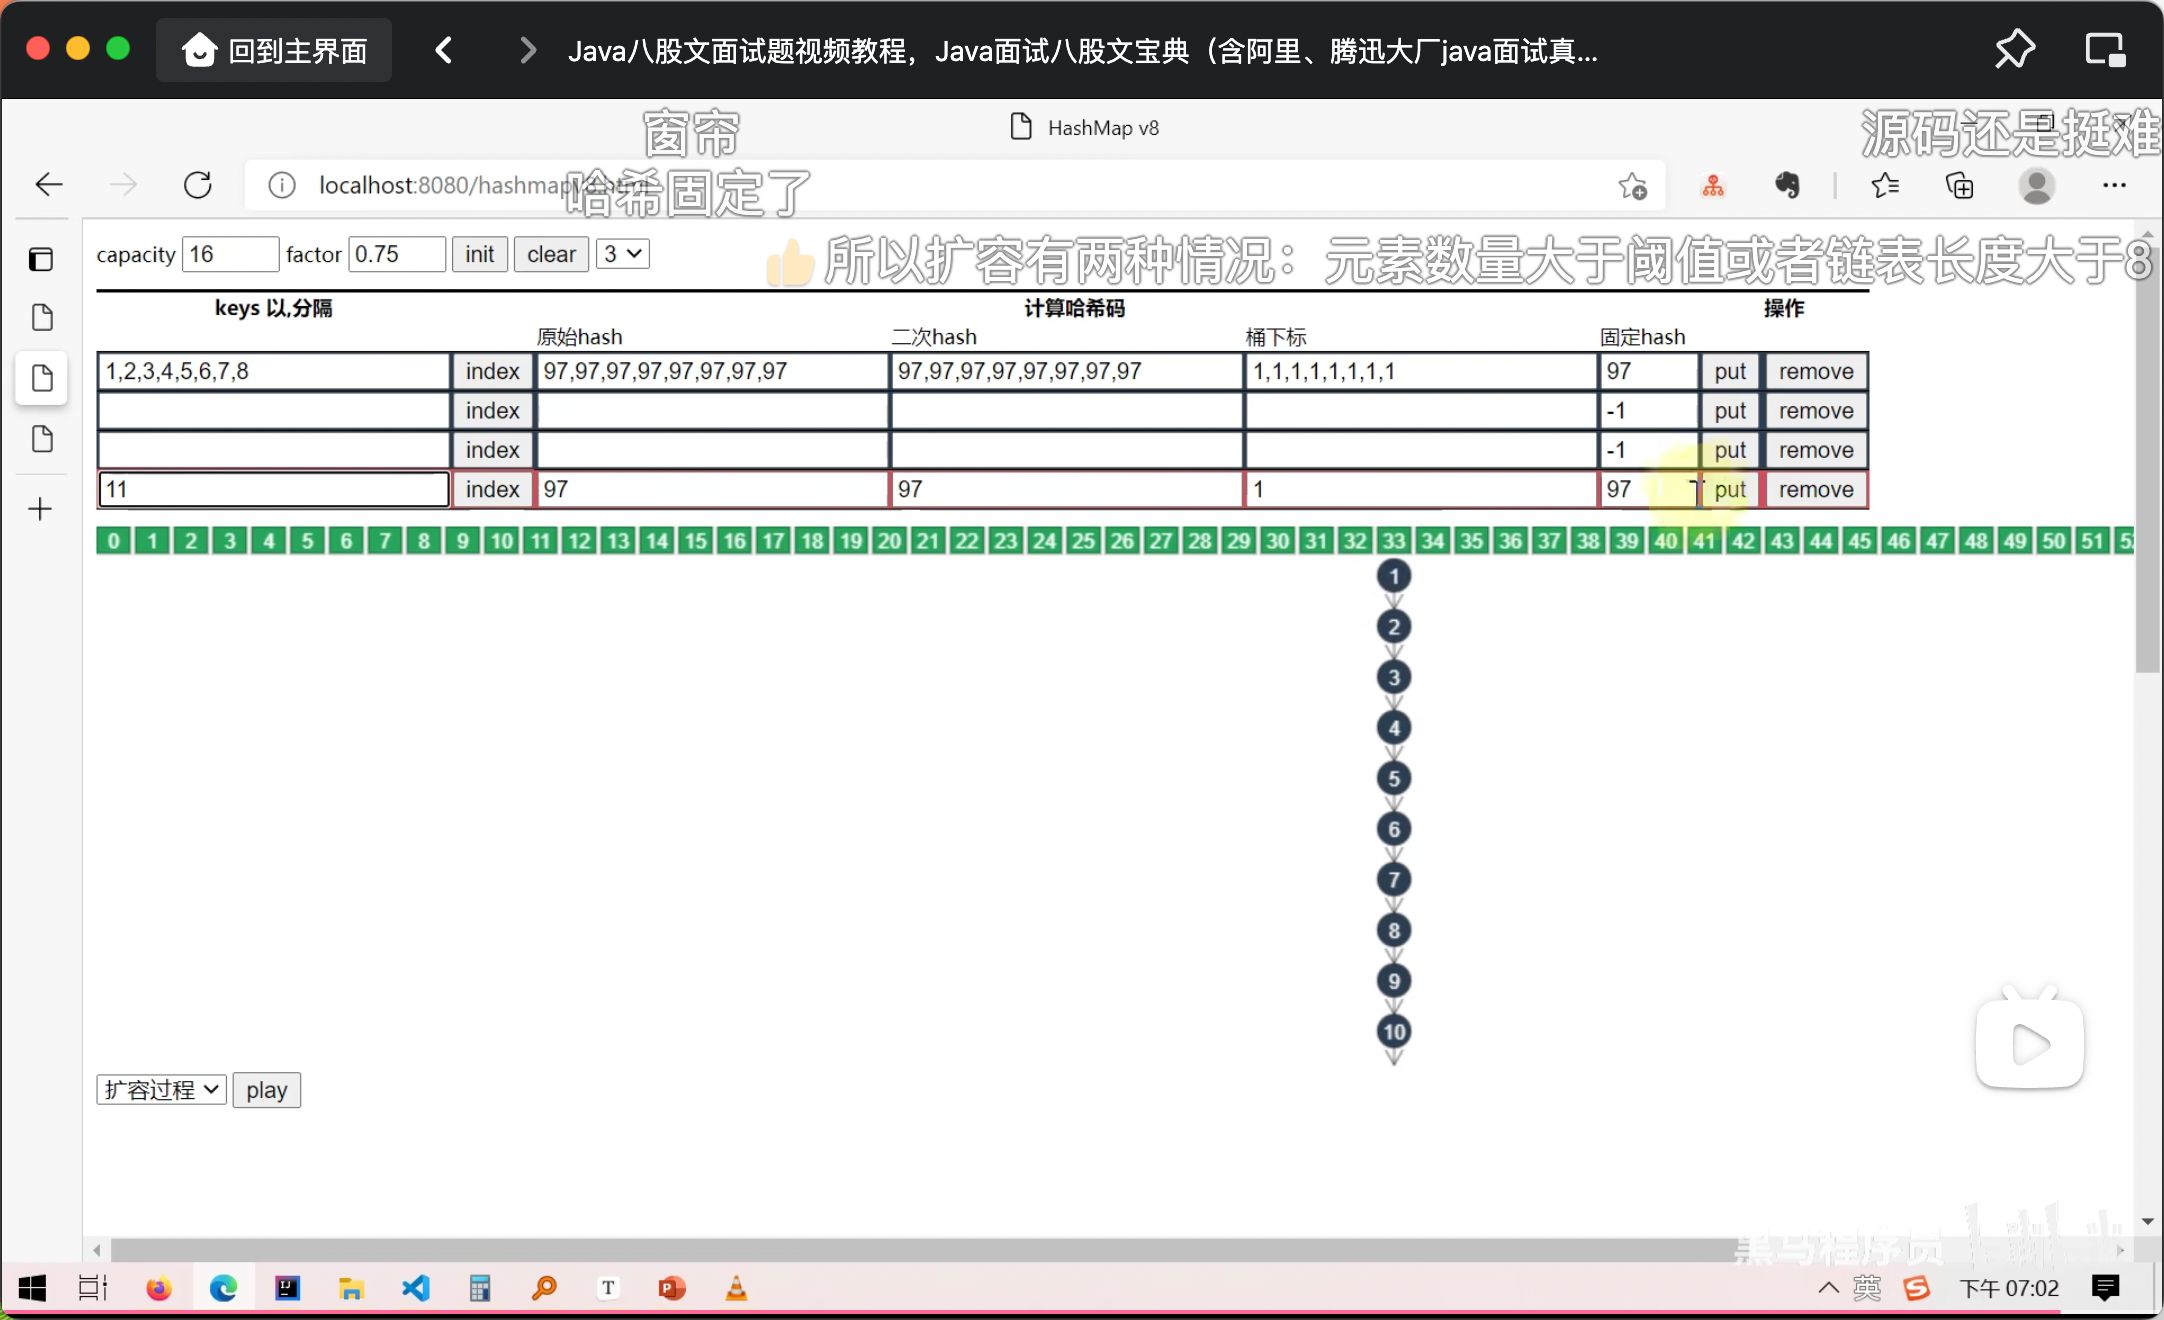 回到主界面 Java八股文面试题视频教程，Java面试八股文宝典（含阿里、腾迅大厂java面试真...
窗帘
HashMap v8
源码还是挺难
localhost:8080/hashmap
哈希固定了
capacity 16 factor 0.75 init clear 3
所以扩容有两种情况：元素数量大于阈值或者链表长度大于8
keys 以,分隔 计算哈希码 操作
原始hash 二次hash 桶下标 固定hash
1,2,3,4,5,6,7,8 index 97,97,97,97,97,97,97,97 97,97,97,97,97,97,97,97 1,1,1,1,1,1,1,1 97 put remove
index -1 put remove
index -1 put remove
11 index 97 97 1 97 put remove
0 1 2 3 4 5 6 7 8 9 10 11 12 13 14 15 16 17 18 19 20 21 22 23 24 25 26 27 28 29 30 31 32 33 34 35 36 37 38 39 40 41 42 43 44 45 46 47 48 49 50 51
1
2
3
4
5
6
7
8
9
10
扩容过程 play
黑马程序员
英 下午 07:02